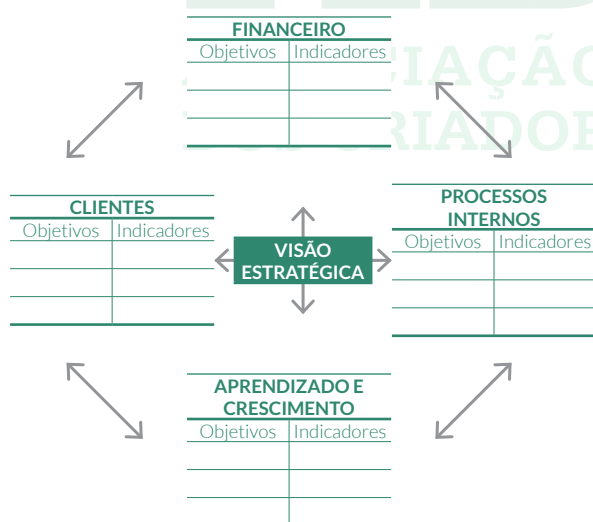 FINANCEIRO
Objetivos Indicadores
CLIENTES
Objetivos Indicadores
VISÃO
ESTRATÉGICA
PROCESSOS
INTERNOS
Objetivos Indicadores
APRENDIZADO E
CRESCIMENTO
Objetivos Indicadores